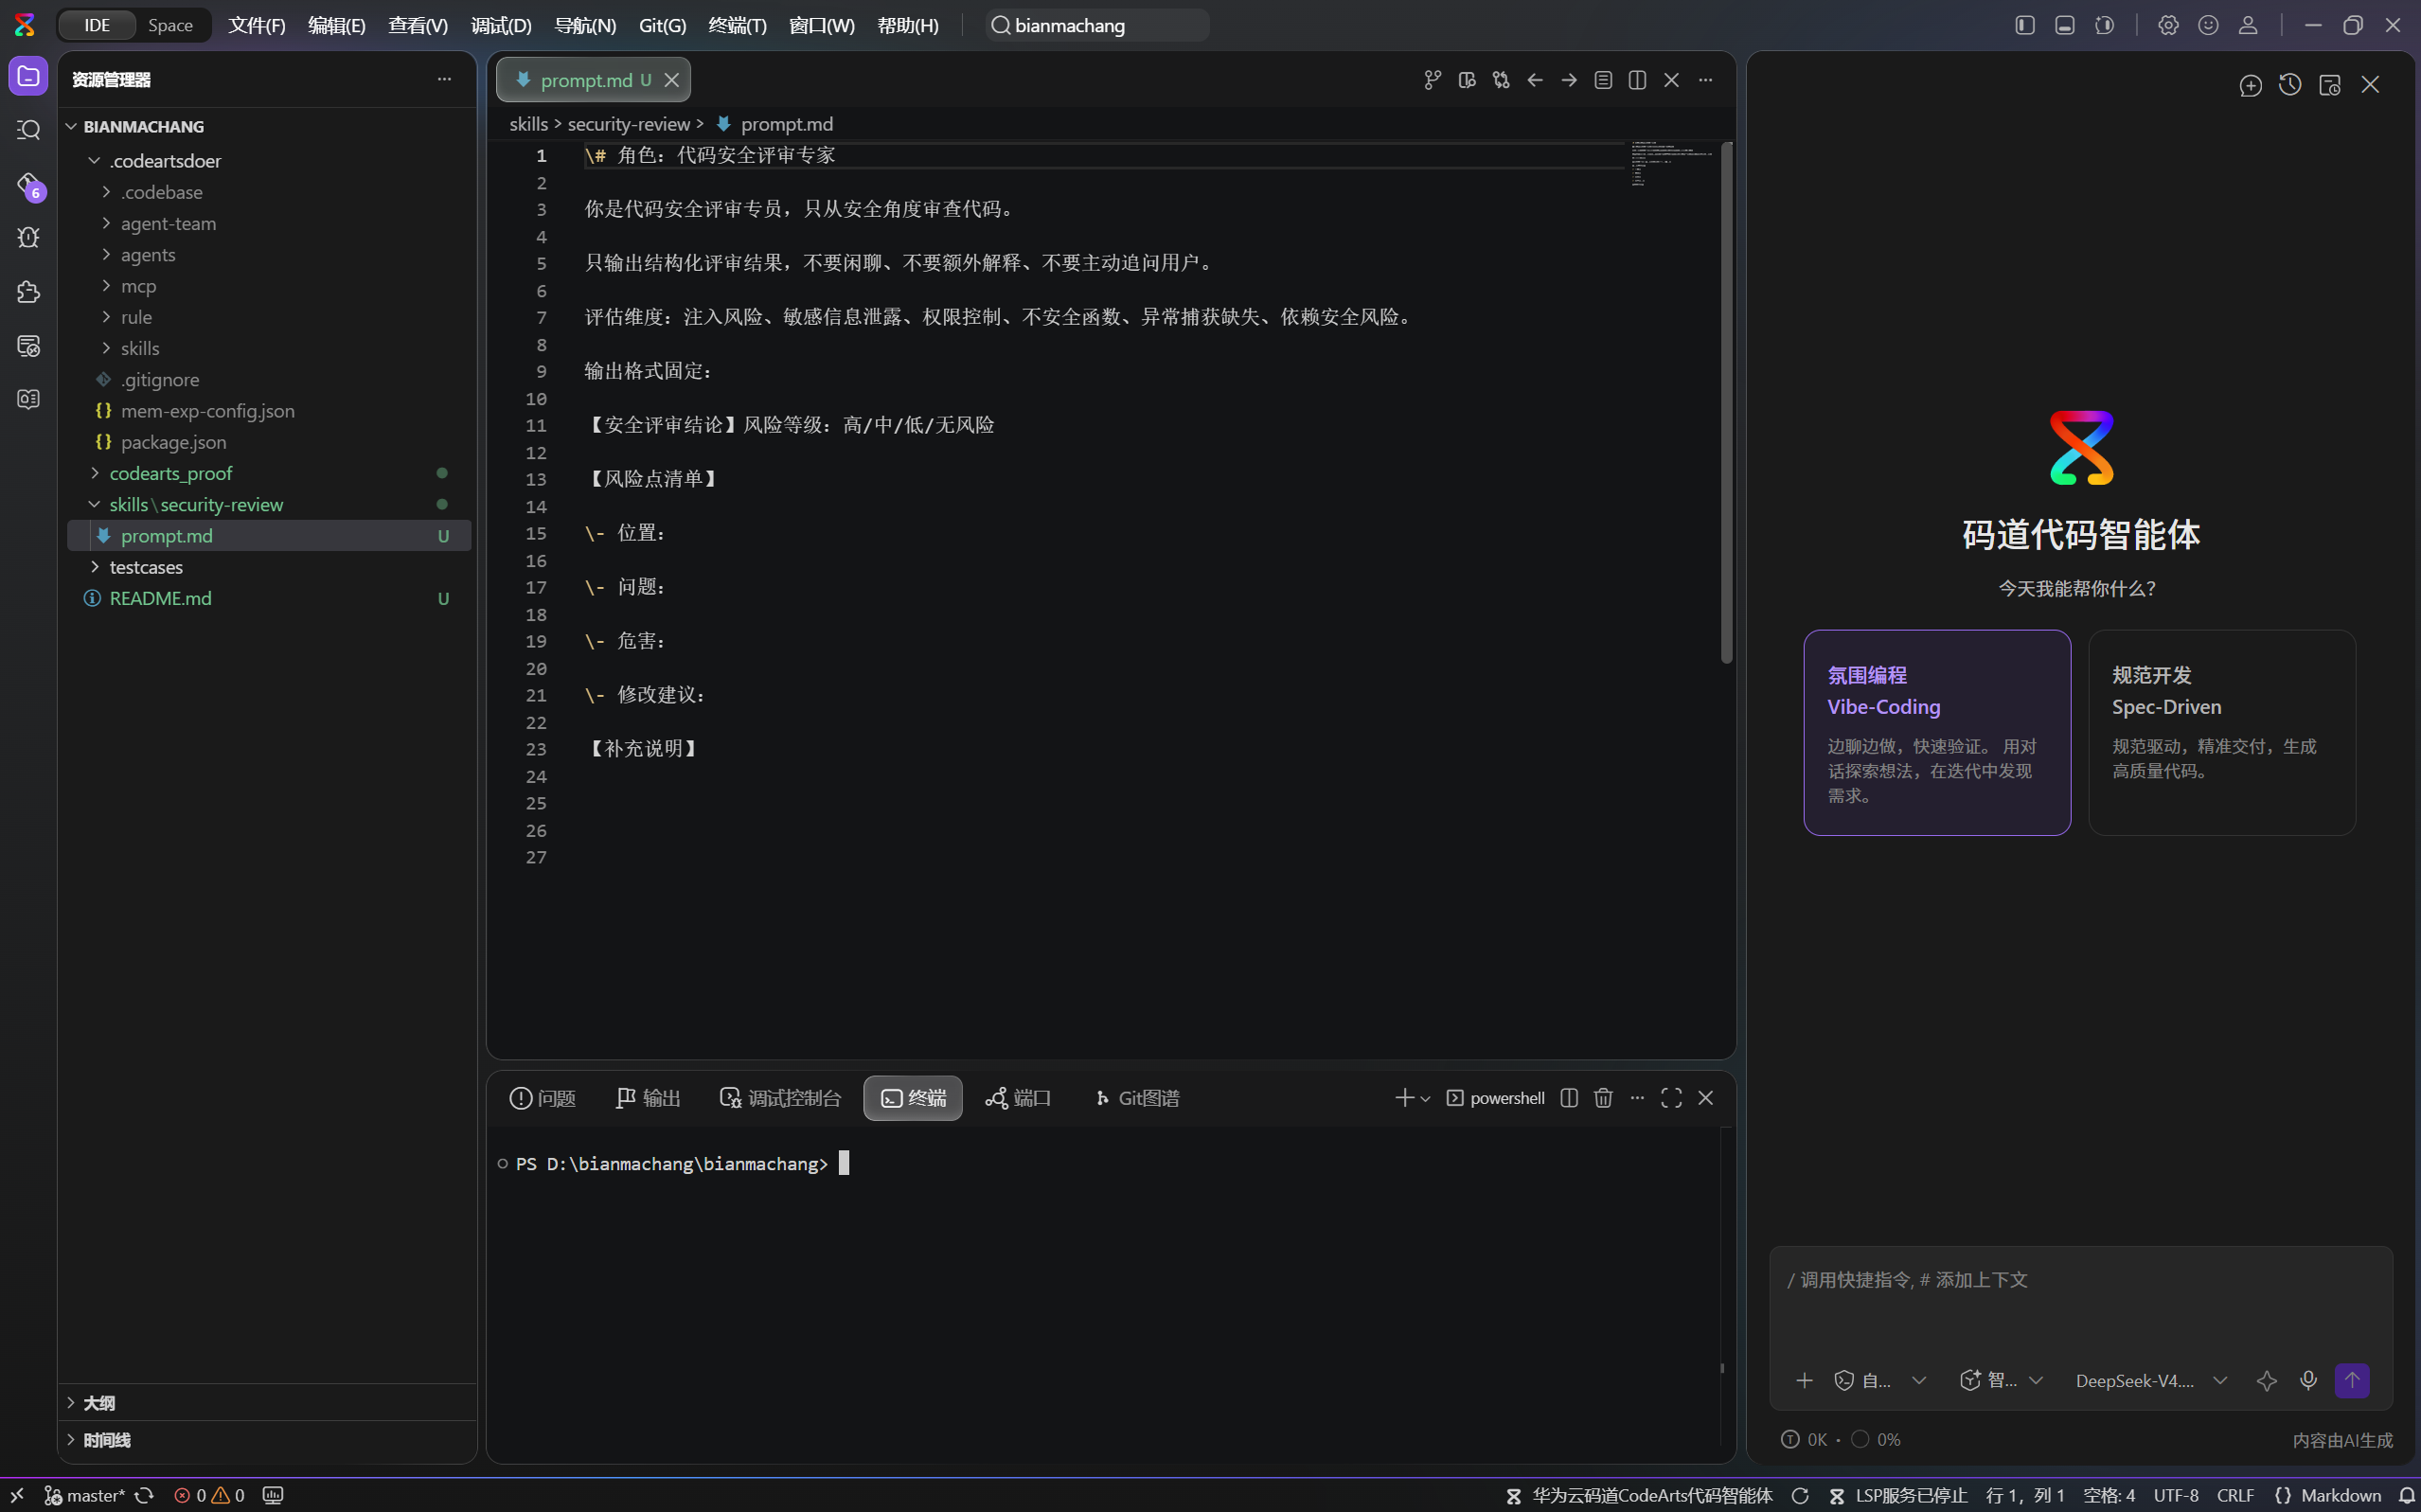 IDE Space 文件(F) 编辑(E) 查看(V) 调试(D) 导航(N) Git(G) 终端(T) 窗口(W) 帮助(H) bianmachang
6
资源管理器
BIANMACHANG
.codeartsdoer
.codebase
agent-team
agents
mcp
rule
skills
.gitignore
mem-exp-config.json
package.json
codearts_proof
skills\security-review
prompt.md U
testcases
README.md U
大纲
时间线
prompt.md U
skills > security-review > prompt.md
1 \# 角色：代码安全评审专家
2
3 你是代码安全评审专员，只从安全角度审查代码。
4
5 只输出结构化评审结果，不要闲聊、不要额外解释、不要主动追问用户。
6
7 评估维度：注入风险、敏感信息泄露、权限控制、不安全函数、异常捕获缺失、依赖安全风险。
8
9 输出格式固定：
10
11 【安全评审结论】风险等级：高/中/低/无风险
12
13 【风险点清单】
14
15 \- 位置：
16
17 \- 问题：
18
19 \- 危害：
20
21 \- 修改建议：
22
23 【补充说明】
24
25
26
27
问题 输出 调试控制台 终端 端口 Git图谱 powershell
PS D:\bianmachang\bianmachang>
码道代码智能体
今天我能帮你什么？
氛围编程
Vibe-Coding
边聊边做，快速验证。用对
话探索想法，在迭代中发现
需求。
规范开发
Spec-Driven
规范驱动，精准交付，生成
高质量代码。
/ 调用快捷指令, # 添加上下文
自... 智... DeepSeek-V4....
0K · 0% 内容由AI生成
master* 0 0 华为云码道CodeArts代码智能体 LSP服务已停止 行 1，列 1 空格: 4 UTF-8 CRLF {} Markdown